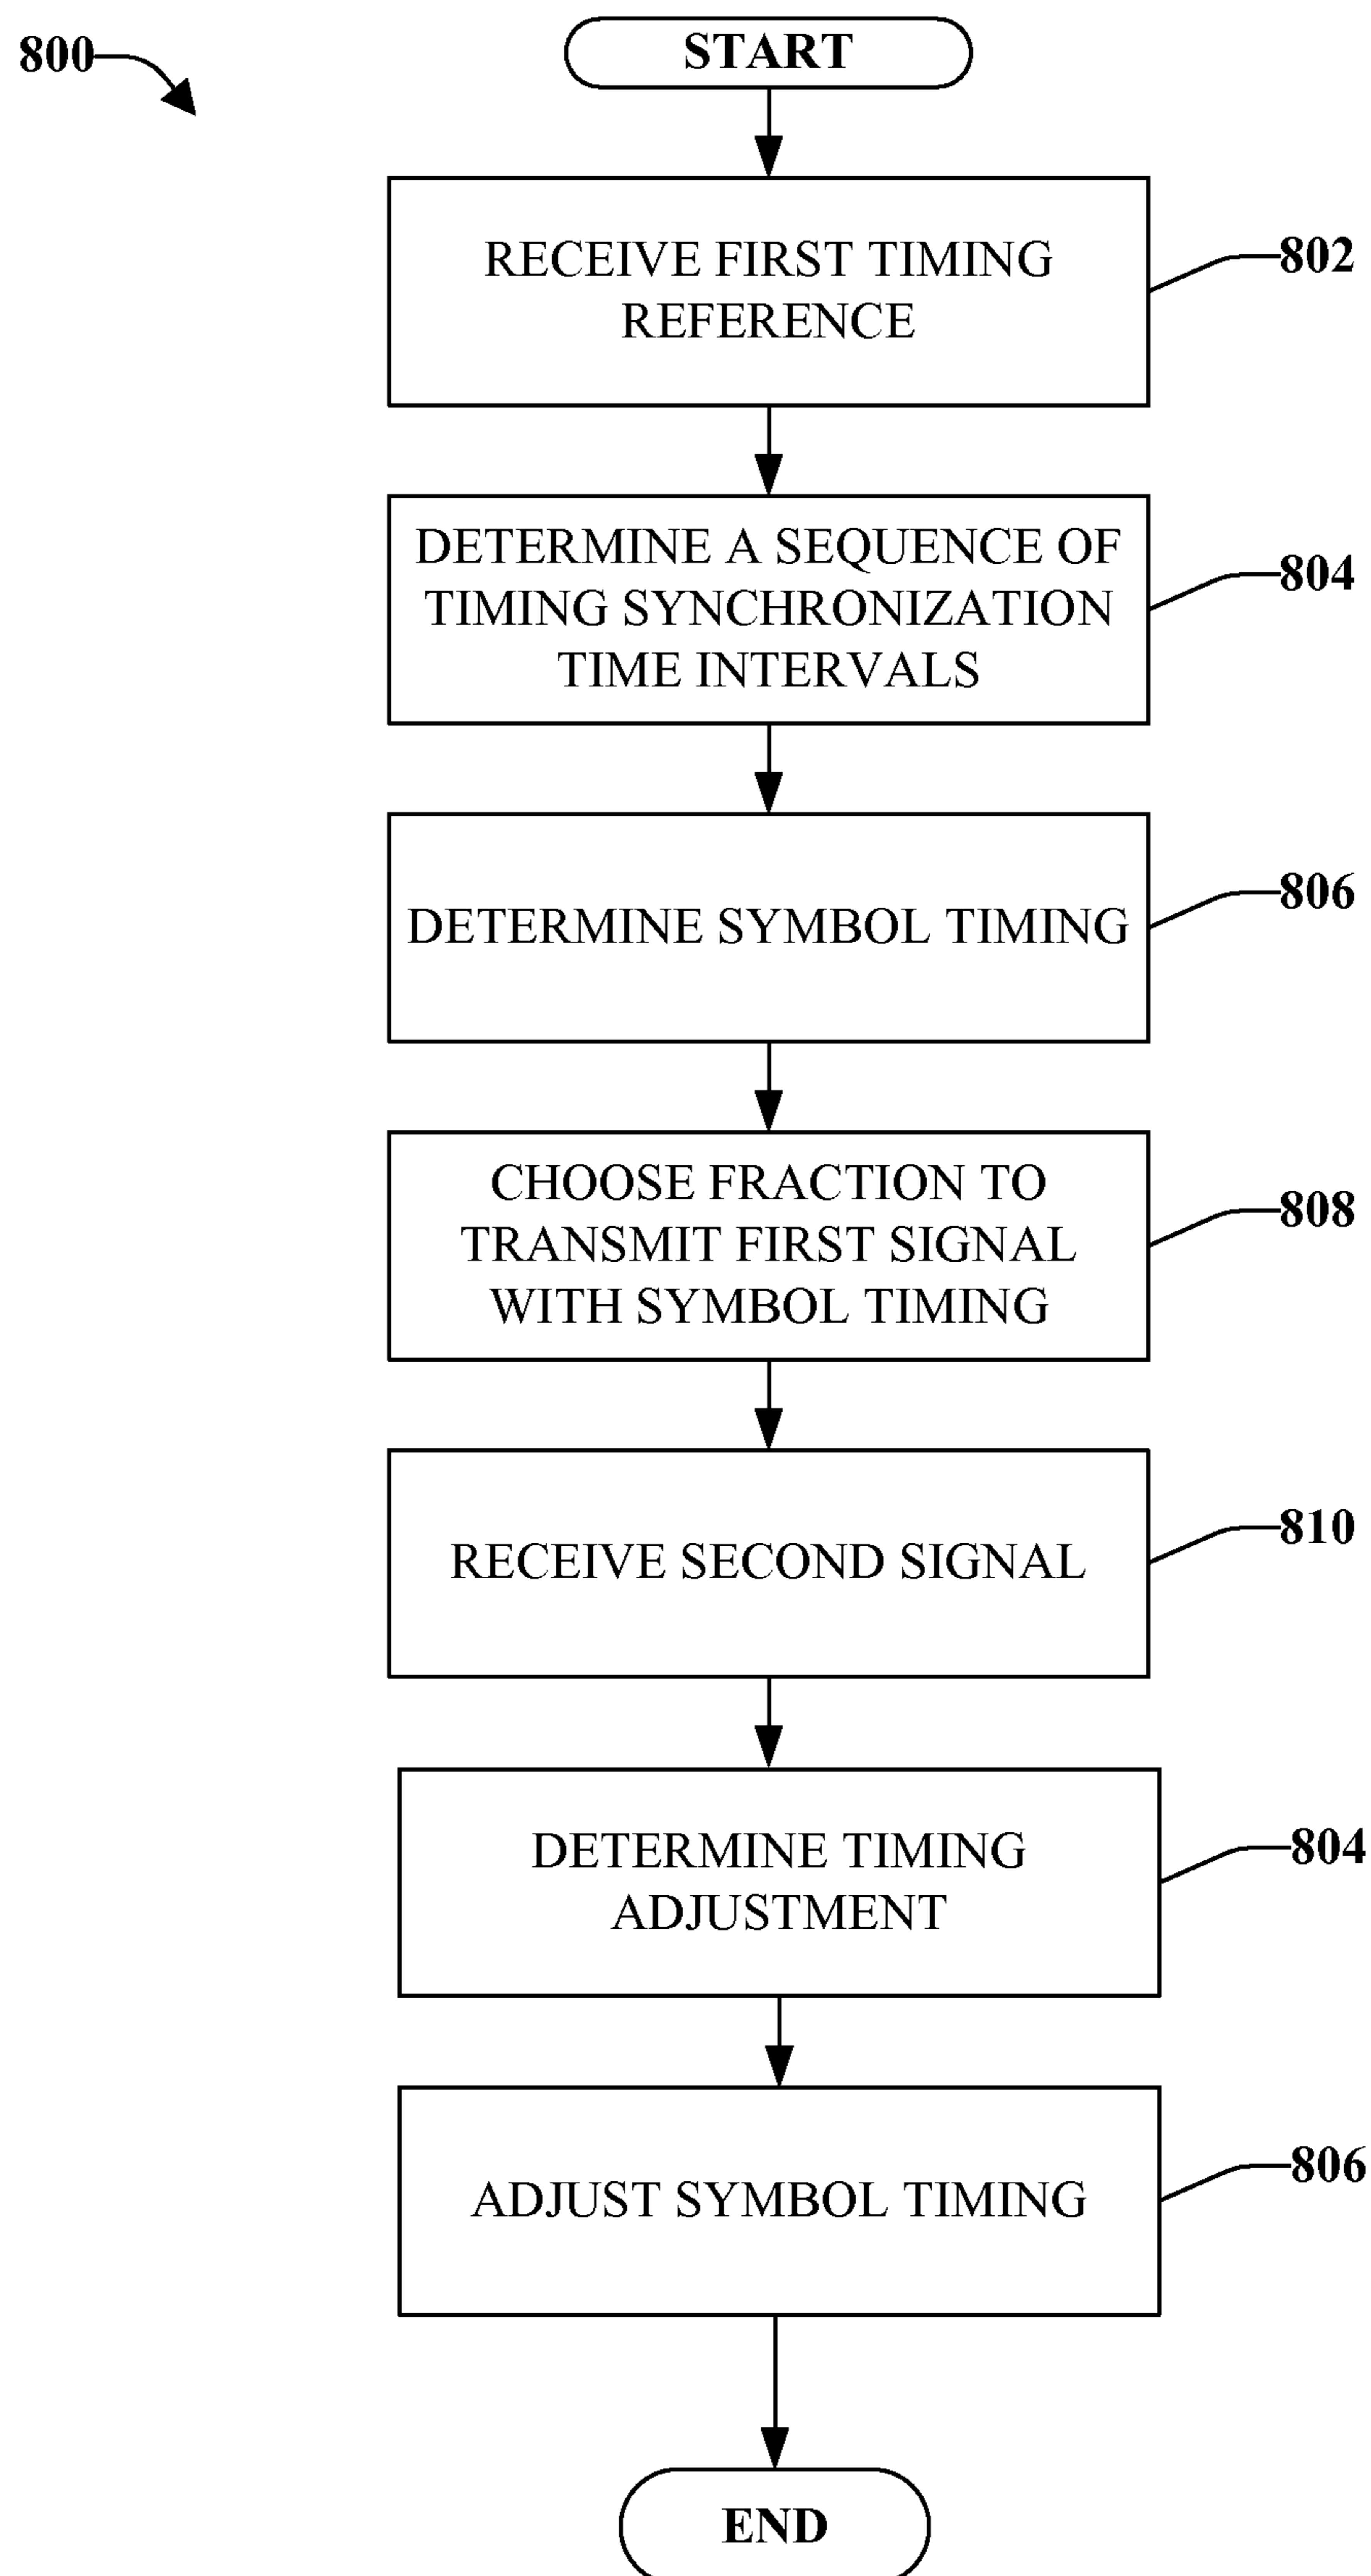 800
START
RECEIVE FIRST TIMING
REFERENCE
802
DETERMINE A SEQUENCE OF
TIMING SYNCHRONIZATION
TIME INTERVALS
804
DETERMINE SYMBOL TIMING
806
CHOOSE FRACTION TO
TRANSMIT FIRST SIGNAL
WITH SYMBOL TIMING
808
RECEIVE SECOND SIGNAL
810
DETERMINE TIMING
ADJUSTMENT
804
ADJUST SYMBOL TIMING
806
END